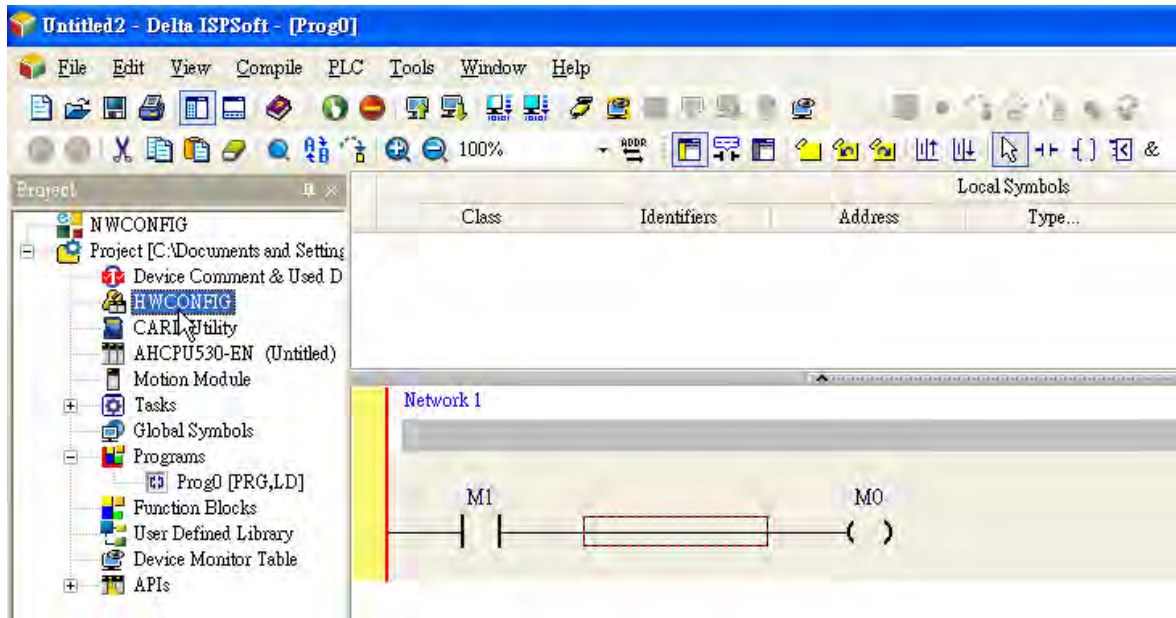 Untitled2 - Delta ISPSoft - [Prog0]
File Edit View Compile PLC Tools Window Help
100% ADDR &
Project
Local Symbols
Class Identifiers Address Type...
NWCONFIG
Project [C:\Documents and Setting
Device Comment & Used D
HWCONFIG
CARD Utility
AHCPU530-EN (Untitled)
Motion Module
Tasks
Global Symbols
Programs
Prog0 [PRG,LD]
Function Blocks
User Defined Library
Device Monitor Table
APIs
Network 1
M1 M0